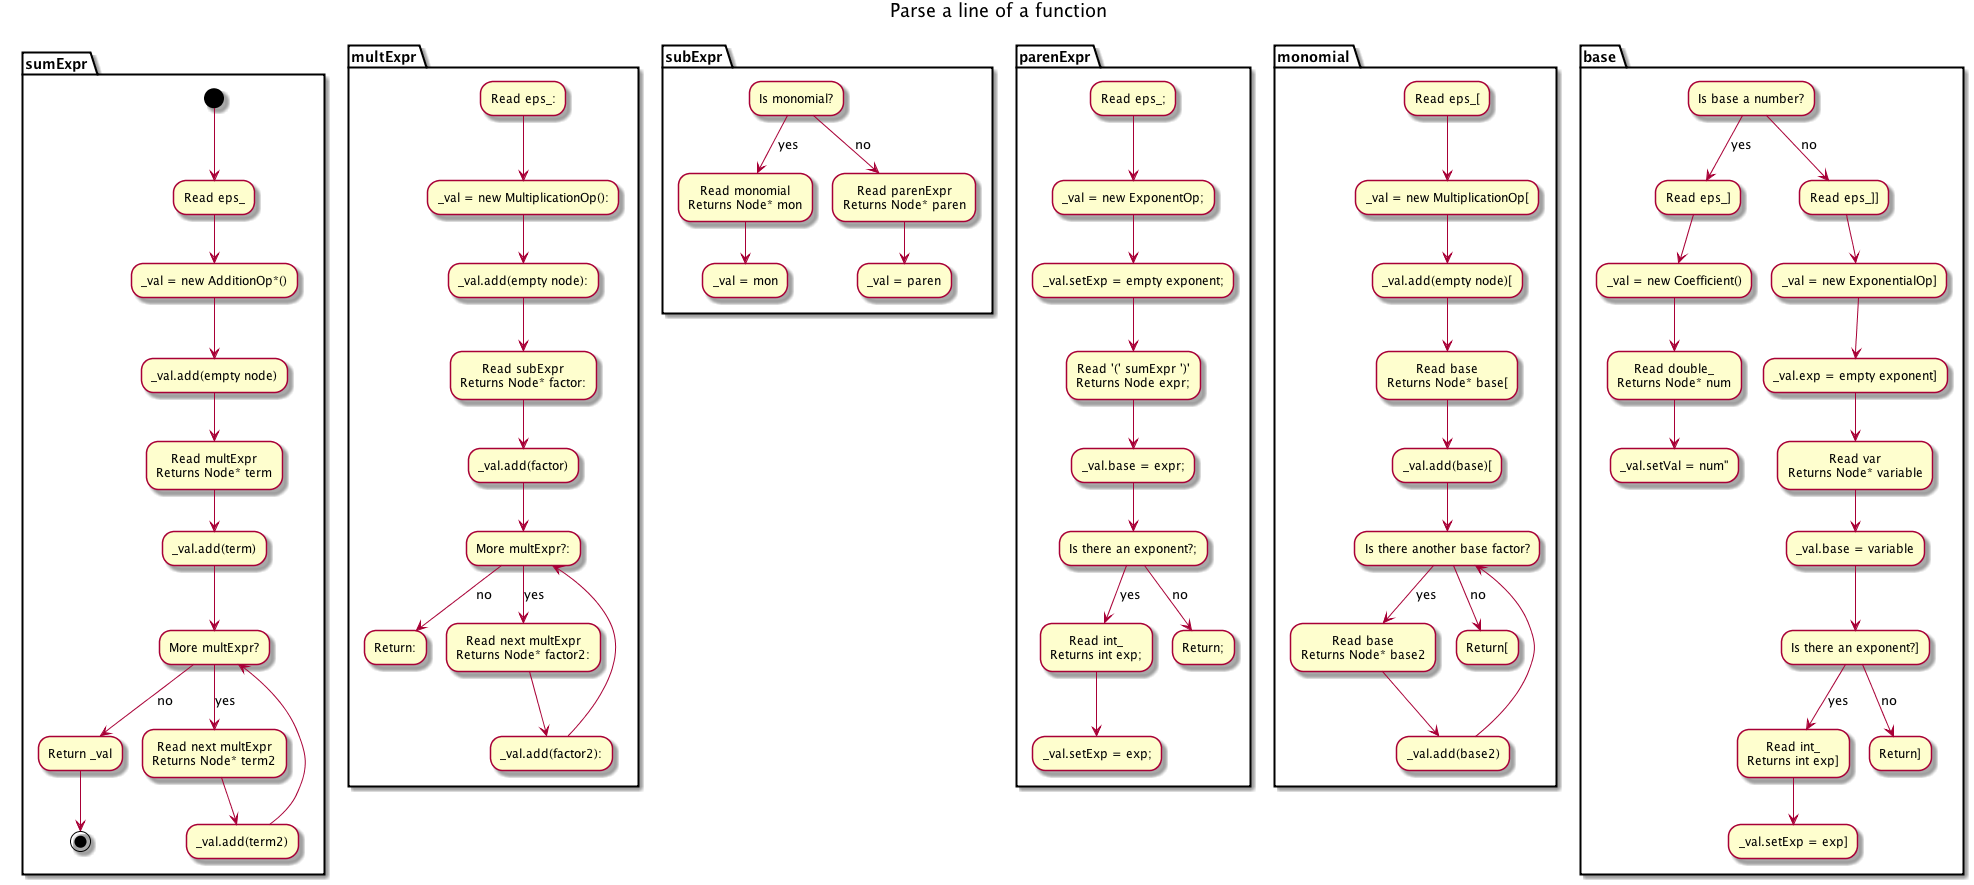 Parse a line of a function
sumExpr
Read eps_
_val = new AdditionOp*()
_val.add(empty node)
Read multExpr
Returns Node* term
_val.add(term)
More multExpr?
no
yes
Return _val
Read next multExpr
Returns Node* term2
_val.add(term2)
multExpr
Read eps_:
_val = new MultiplicationOp():
_val.add(empty node):
Read subExpr
Returns Node* factor:
_val.add(factor)
More multExpr?:
no
yes
Return:
Read next multExpr
Returns Node* factor2:
_val.add(factor2):
subExpr
Is monomial?
yes
no
Read monomial
Returns Node* mon
Read parenExpr
Returns Node* paren
_val = mon
_val = paren
parenExpr
Read eps_;
_val = new ExponentOp;
_val.setExp = empty exponent;
Read '(' sumExpr ')'
Returns Node expr;
_val.base = expr;
Is there an exponent?;
yes
no
Read int_
Returns int exp;
Return;
_val.setExp = exp;
monomial
Read eps_[
_val = new MultiplicationOp[
_val.add(empty node)[
Read base
Returns Node* base[
_val.add(base)[
Is there another base factor?
yes
no
Read base
Returns Node* base2
Return[
_val.add(base2)
base
Is base a number?
yes
no
Read eps_]
Read eps_]]
_val = new Coefficient()
_val = new ExponentialOp]
Read double_
Returns Node* num
_val.exp = empty exponent]
_val.setVal = num"
Read var
Returns Node* variable
_val.base = variable
Is there an exponent?]
yes
no
Read int_
Returns int exp]
Return]
_val.setExp = exp]